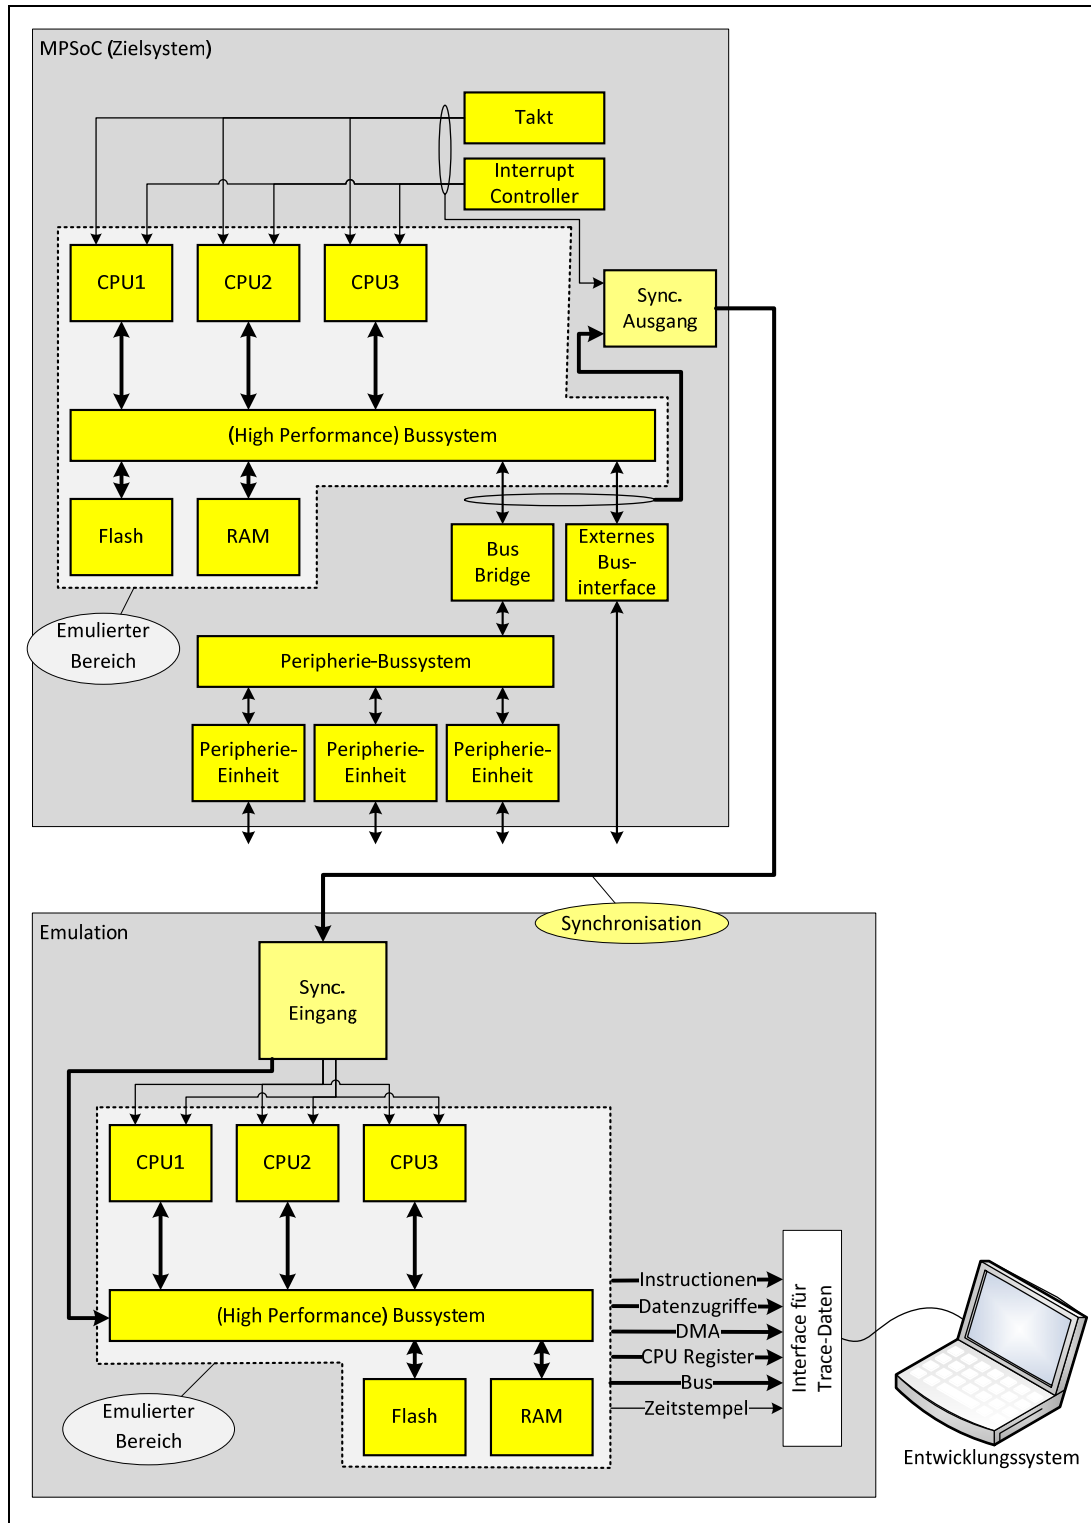 MPSoC (Zielsystem)
Takt
Interrupt
Controller
CPU1
CPU2
CPU3
Sync.
Ausgang
(High Performance) Bussystem
Flash
RAM
Bus
Bridge
Externes
Bus-
interface
Emulierter
Bereich
Peripherie-Bussystem
Peripherie-
Einheit
Peripherie-
Einheit
Peripherie-
Einheit
Synchronisation
Emulation
Sync.
Eingang
CPU1
CPU2
CPU3
(High Performance) Bussystem
Flash
RAM
Emulierter
Bereich
Instructionen
Datenzugriffe
DMA
CPU Register
Bus
Zeitstempel
Interface für
Trace-Daten
Entwicklungssystem